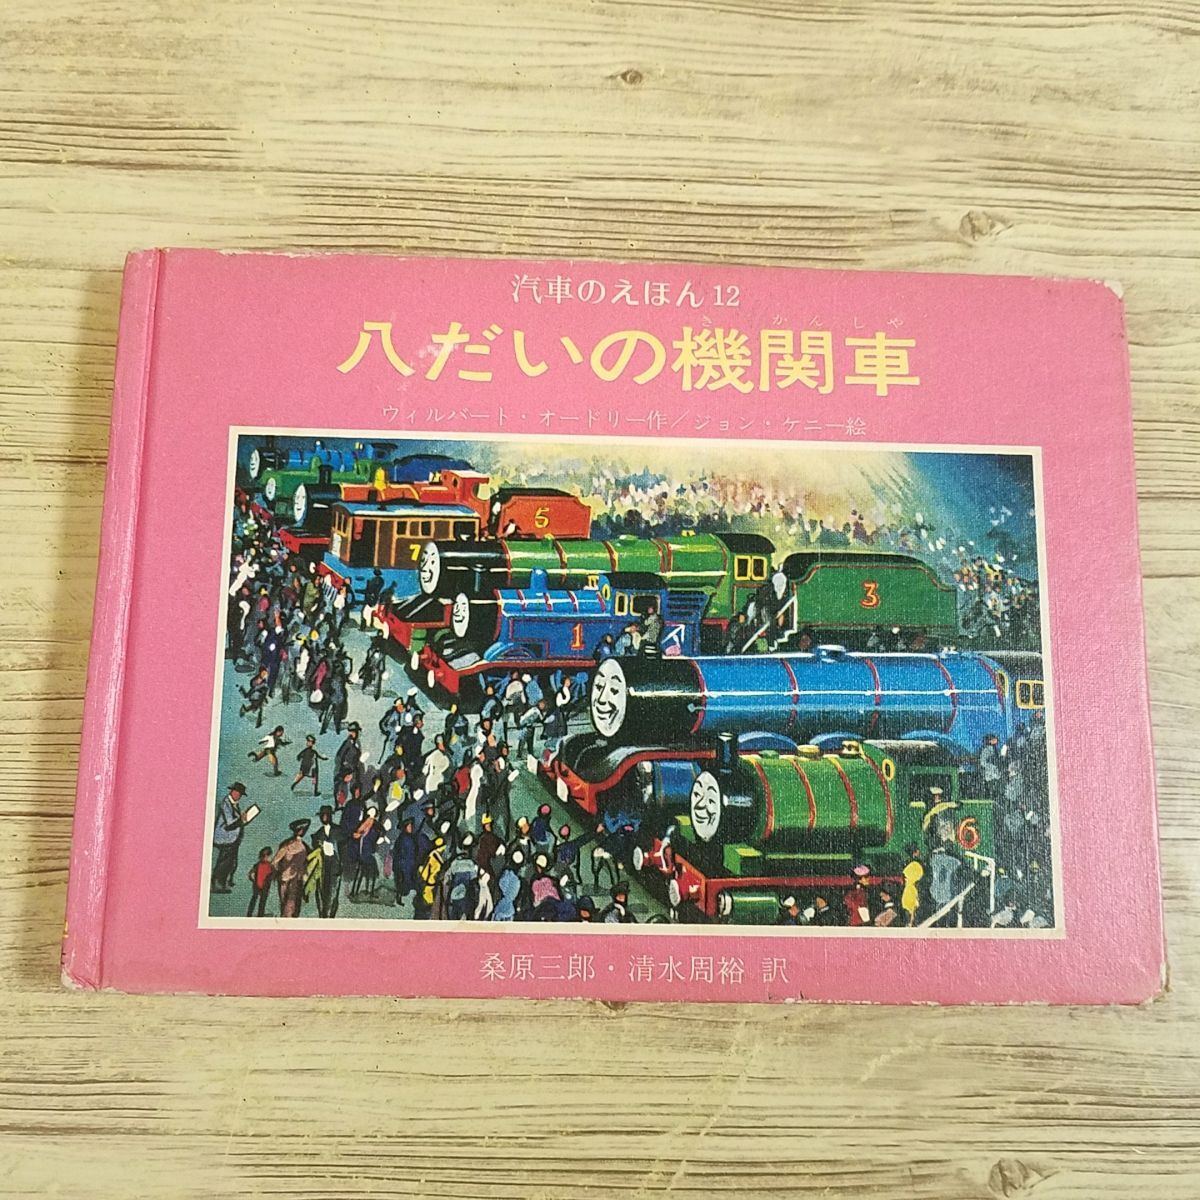 汽車のえほん12
きかんしゃ
八だいの機関車
ウィルバート・オードリー作/ジョン・ケニー絵
5
7
3
1
6
桑原三郎・清水周裕 訳